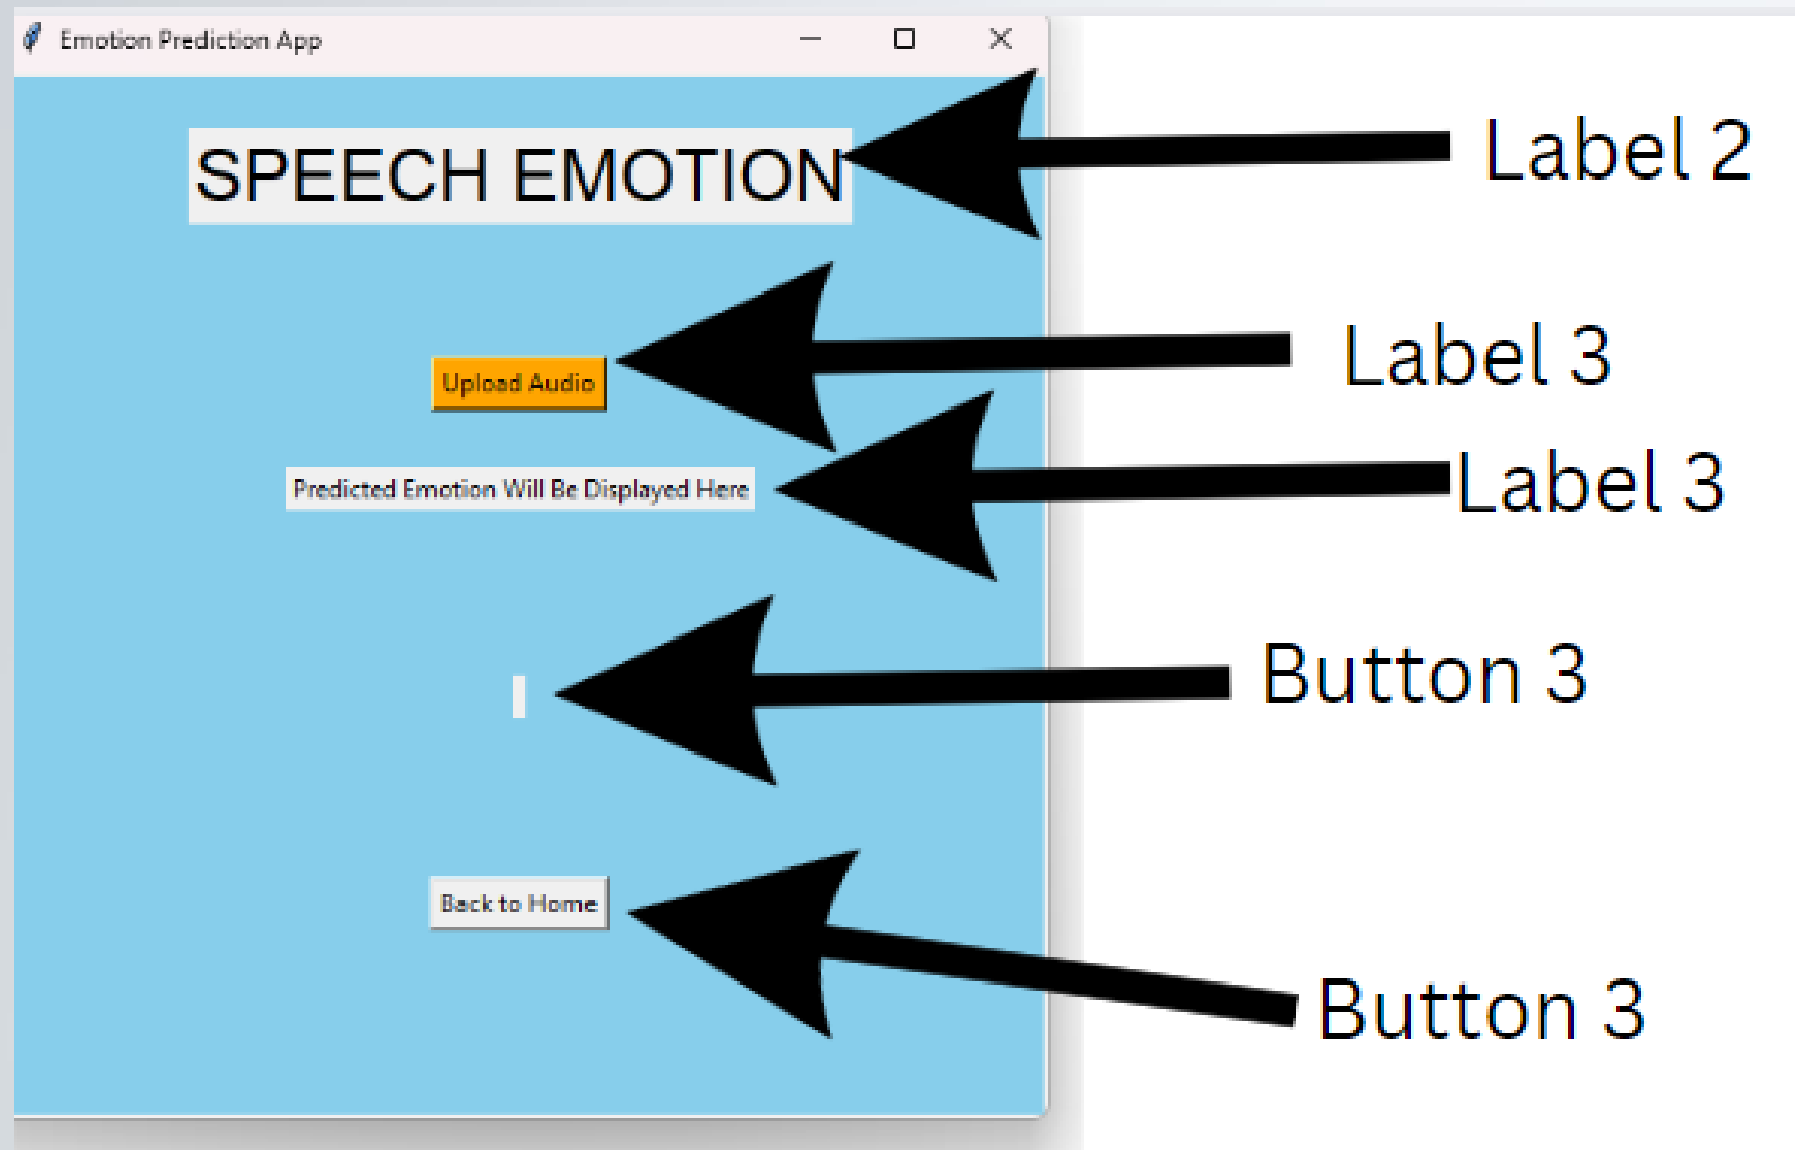 Emotion Prediction App
SPEECH EMOTION
Label 2
Upload Audio
Label 3
Predicted Emotion Will Be Displayed Here
Label 3
Button 3
Back to Home
Button 3